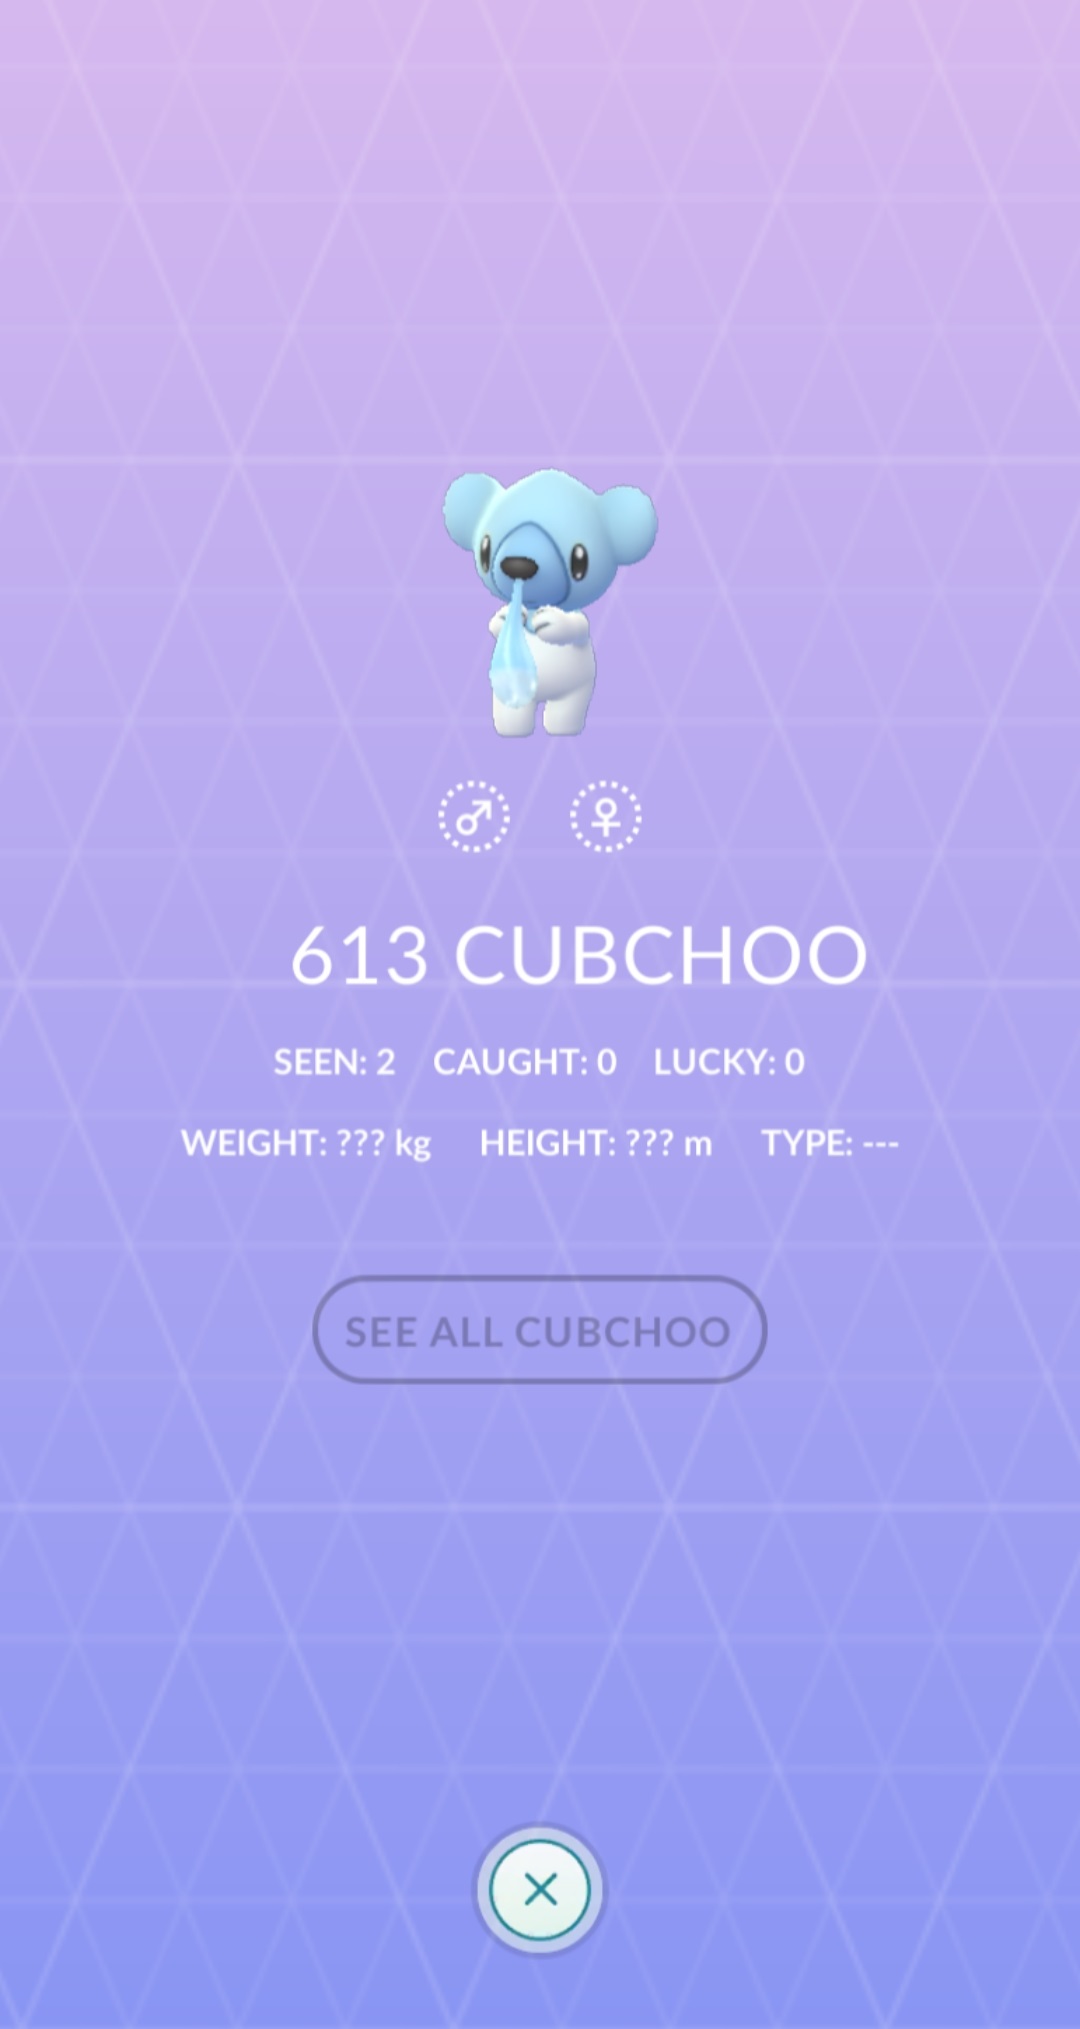 613 CUBCHOO
SEEN: 2 CAUGHT: 0 LUCKY: 0
WEIGHT: ??? kg HEIGHT: ??? m TYPE: ---
SEE ALL CUBCHOO